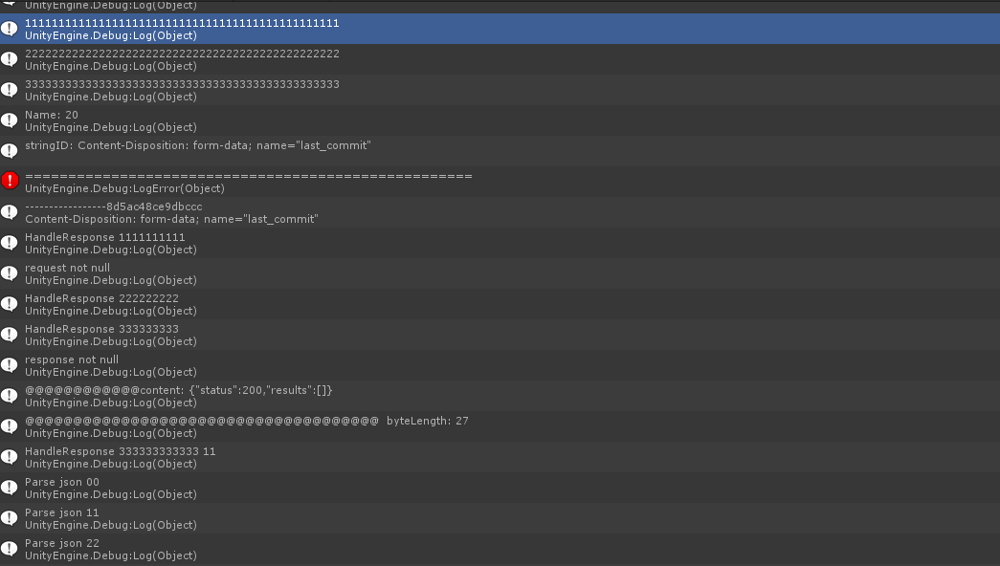 UnityEngine.Debug:Log(Object)
11111111111111111111111111111111111111111111111
UnityEngine.Debug:Log(Object)
22222222222222222222222222222222222222222222222
UnityEngine.Debug:Log(Object)
33333333333333333333333333333333333333333333333
UnityEngine.Debug:Log(Object)
Name: 20
UnityEngine.Debug:Log(Object)
stringID: Content-Disposition: form-data; name="last_commit"
====================================================
UnityEngine.Debug:LogError(Object)
-----------------8d5ac48ce9dbccc
Content-Disposition: form-data; name="last_commit"
HandleResponse 1111111111
UnityEngine.Debug:Log(Object)
request not null
UnityEngine.Debug:Log(Object)
HandleResponse 222222222
UnityEngine.Debug:Log(Object)
HandleResponse 333333333
UnityEngine.Debug:Log(Object)
response not null
UnityEngine.Debug:Log(Object)
@@@@@@@@@@@@content: {"status":200,"results":[]}
UnityEngine.Debug:Log(Object)
@@@@@@@@@@@@@@@@@@@@@@@@@@@@@@@@@@@@@  byteLength: 27
UnityEngine.Debug:Log(Object)
HandleResponse 333333333333 11
UnityEngine.Debug:Log(Object)
Parse json 00
UnityEngine.Debug:Log(Object)
Parse json 11
UnityEngine.Debug:Log(Object)
Parse json 22
UnityEngine.Debug:Log(Object)